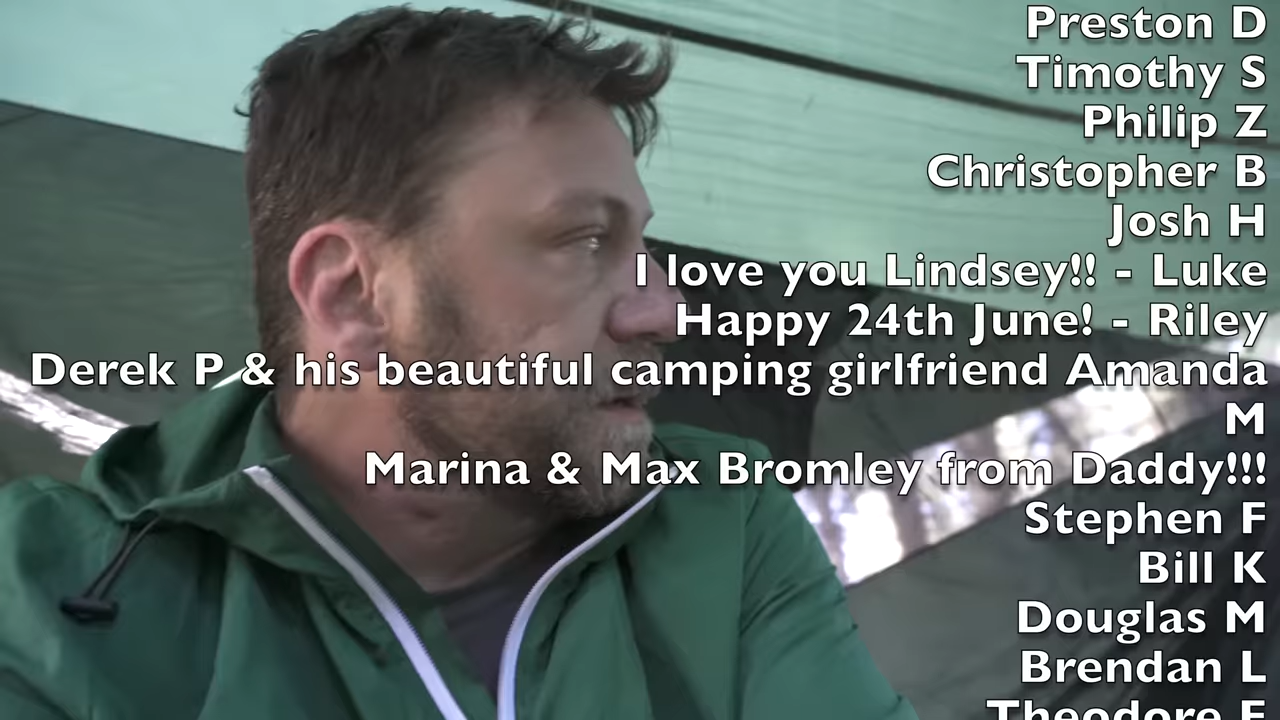 Preston D
Timothy S
Philip Z
Christopher B
Josh H
I love you Lindsey!! - Luke
Happy 24th June! - Riley
Derek P & his beautiful camping girlfriend Amanda
M
Marina & Max Bromley from Daddy!!!
Stephen F
Bill K
Douglas M
Brendan L
Theodore F